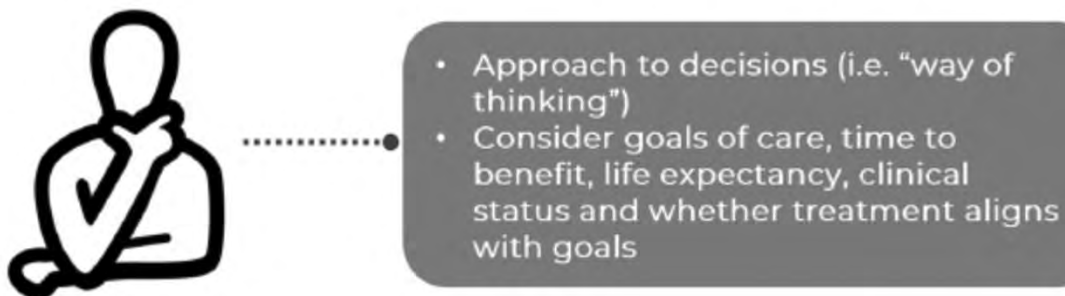 • Approach to decisions (i.e. “way of
thinking”)
• Consider goals of care, time to
benefit, life expectancy, clinical
status and whether treatment aligns
with goals